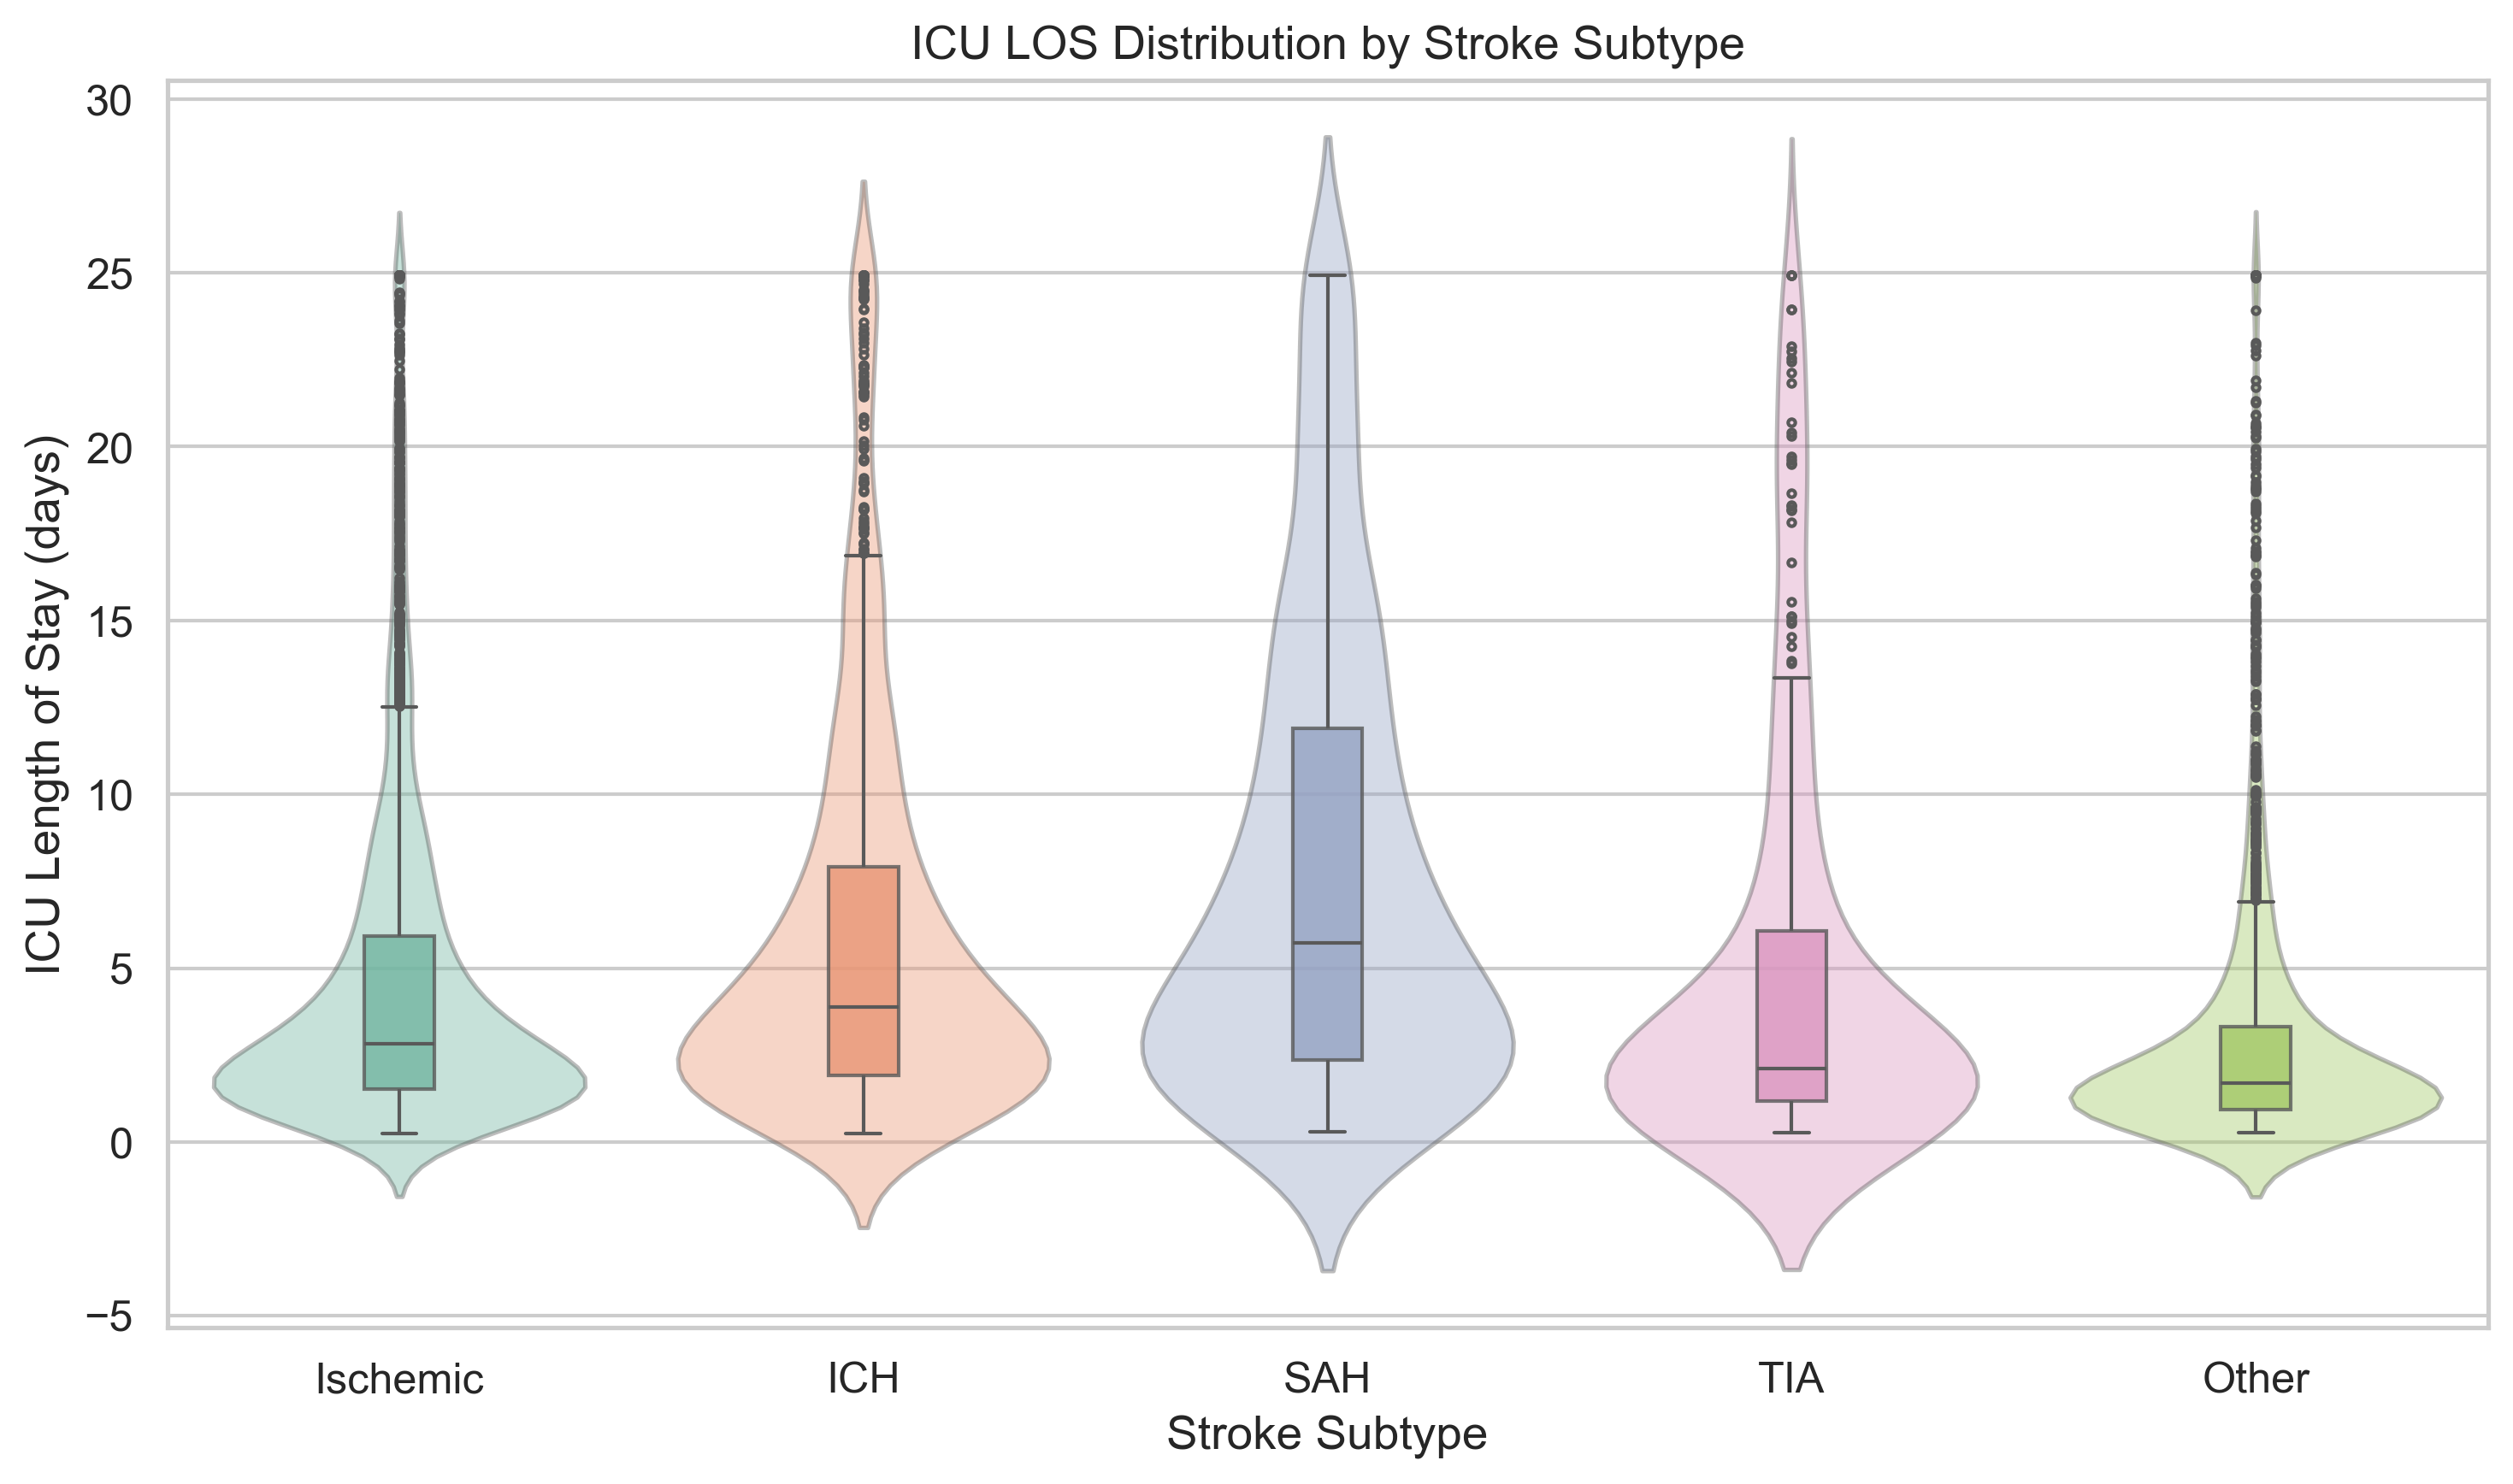 ICU LOS Distribution by Stroke Subtype
ICU Length of Stay (days)
30
25
20
15
10
5
0
−5
Ischemic ICH SAH TIA Other
Stroke Subtype